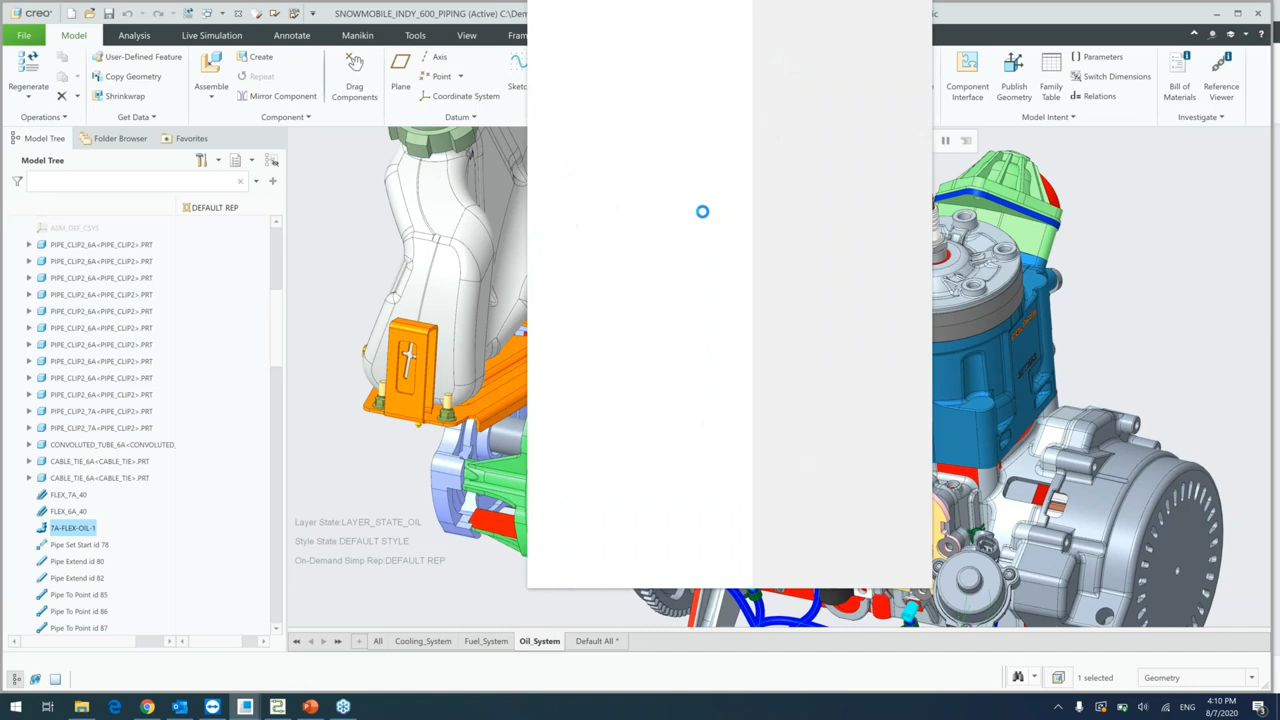 SNOWMOBILE_INDY_600_PIPING (Active) C:\Dem
File
Model
Analysis
Live Simulation
Annotate
Manikin
Tools
View
Fram
Regenerate
User-Defined Feature
Copy Geometry
Shrinkwrap
Assemble
Create
Repeat
Mirror Component
Drag
Components
Plane
Axis
Point
Coordinate System
Sketc
Component
Interface
Publish
Geometry
Family
Table
Parameters
Switch Dimensions
Relations
Bill of
Materials
Reference
Viewer
Operations
Get Data
Component
Datum
Model Intent
Investigate
Model Tree
Folder Browser
Favorites
Model Tree
DEFAULT REP
ASM_DEF_CSYS
PIPE_CLIP2_6A<PIPE_CLIP2>.PRT
PIPE_CLIP2_6A<PIPE_CLIP2>.PRT
PIPE_CLIP2_6A<PIPE_CLIP2>.PRT
PIPE_CLIP2_6A<PIPE_CLIP2>.PRT
PIPE_CLIP2_6A<PIPE_CLIP2>.PRT
PIPE_CLIP2_6A<PIPE_CLIP2>.PRT
PIPE_CLIP2_6A<PIPE_CLIP2>.PRT
PIPE_CLIP2_6A<PIPE_CLIP2>.PRT
PIPE_CLIP2_6A<PIPE_CLIP2>.PRT
PIPE_CLIP2_6A<PIPE_CLIP2>.PRT
PIPE_CLIP2_7A<PIPE_CLIP2>.PRT
PIPE_CLIP2_7A<PIPE_CLIP2>.PRT
CONVOLUTED_TUBE_6A<CONVOLUTED_
CABLE_TIE_6A<CABLE_TIE>.PRT
CABLE_TIE_6A<CABLE_TIE>.PRT
FLEX_7A_40
FLEX_6A_40
7A-FLEX-OIL-1
Pipe Set Start id 78
Pipe Extend id 80
Pipe Extend id 82
Pipe To Point id 85
Pipe To Point id 86
Pipe To Point id 87
Layer State:LAYER_STATE_OIL
Style State:DEFAULT STYLE
On-Demand Simp Rep:DEFAULT REP
All
Cooling_System
Fuel_System
Oil_System
Default All *
1 selected
Geometry
ENG
4:10 PM
8/7/2020